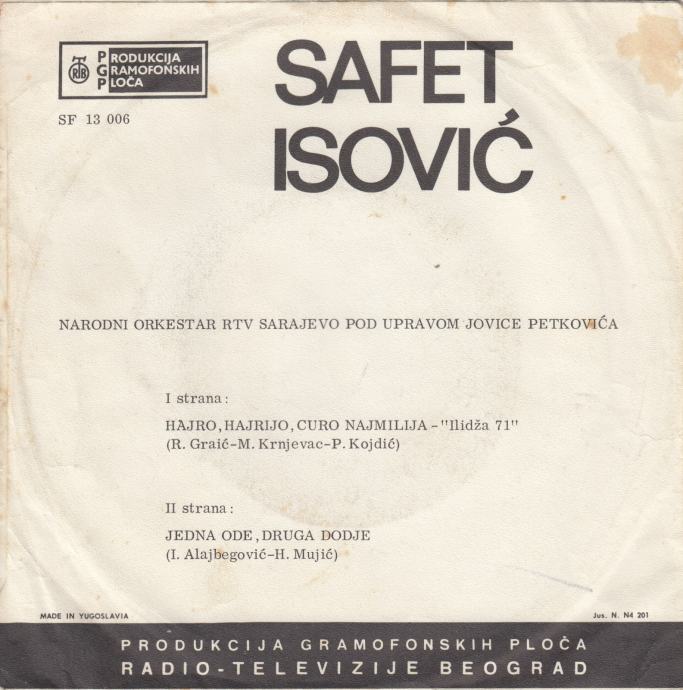 RTB
PRODUKCIJA
GRAMOFONSKIH
PLOČA
SF 13 006
SAFET
ISOVIĆ
NARODNI ORKESTAR RTV SARAJEVO POD UPRAVOM JOVICE PETKOVIĆA
I strana:
HAJRO, HAJRIJO, CURO NAJMILIJA - "Ilidža 71"
(R. Graić-M. Krnjevac-P. Kojdić)
II strana:
JEDNA ODE, DRUGA DODJE
(I. Alajbegović-H. Mujić)
MADE IN YUGOSLAVIA
Jus. N. N4 201
PRODUKCIJA GRAMOFONSKIH PLOČA
RADIO-TELEVIZIJE BEOGRAD